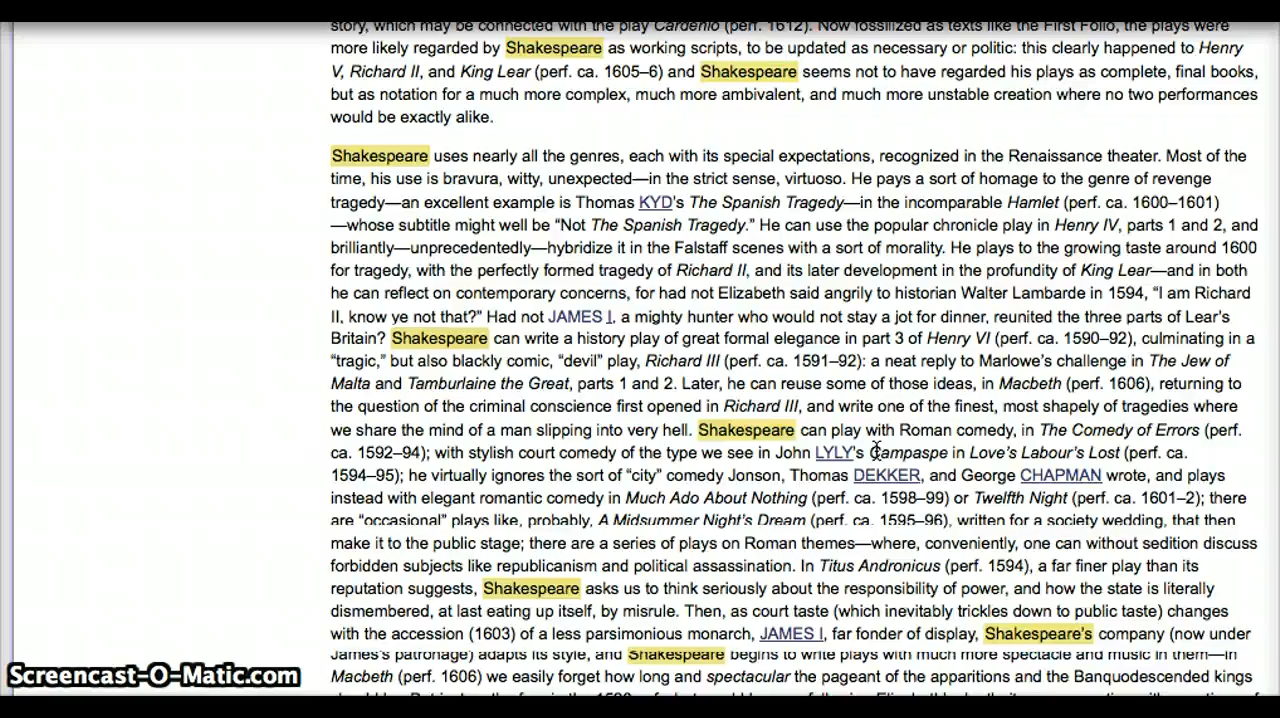 story, which may be connected with the play Cardenio (perf. 1612). Now fossilized as texts like the First Folio, the plays were
more likely regarded by Shakespeare as working scripts, to be updated as necessary or politic: this clearly happened to Henry
V, Richard II, and King Lear (perf. ca. 1605–6) and Shakespeare seems not to have regarded his plays as complete, final books,
but as notation for a much more complex, much more ambivalent, and much more unstable creation where no two performances
would be exactly alike.
Shakespeare uses nearly all the genres, each with its special expectations, recognized in the Renaissance theater. Most of the
time, his use is bravura, witty, unexpected—in the strict sense, virtuoso. He pays a sort of homage to the genre of revenge
tragedy—an excellent example is Thomas KYD's The Spanish Tragedy—in the incomparable Hamlet (perf. ca. 1600–1601)
—whose subtitle might well be “Not The Spanish Tragedy.” He can use the popular chronicle play in Henry IV, parts 1 and 2, and
brilliantly—unprecedentedly—hybridize it in the Falstaff scenes with a sort of morality. He plays to the growing taste around 1600
for tragedy, with the perfectly formed tragedy of Richard II, and its later development in the profundity of King Lear—and in both
he can reflect on contemporary concerns, for had not Elizabeth said angrily to historian Walter Lambarde in 1594, “I am Richard
II, know ye not that?” Had not JAMES I, a mighty hunter who would not stay a jot for dinner, reunited the three parts of Lear’s
Britain? Shakespeare can write a history play of great formal elegance in part 3 of Henry VI (perf. ca. 1590–92), culminating in a
“tragic,” but also blackly comic, “devil” play, Richard III (perf. ca. 1591–92): a neat reply to Marlowe’s challenge in The Jew of
Malta and Tamburlaine the Great, parts 1 and 2. Later, he can reuse some of those ideas, in Macbeth (perf. 1606), returning to
the question of the criminal conscience first opened in Richard III, and write one of the finest, most shapely of tragedies where
we share the mind of a man slipping into very hell. Shakespeare can play with Roman comedy, in The Comedy of Errors (perf.
ca. 1592–94); with stylish court comedy of the type we see in John LYLY's Campaspe in Love’s Labour’s Lost (perf. ca.
1594–95); he virtually ignores the sort of “city” comedy Jonson, Thomas DEKKER, and George CHAPMAN wrote, and plays
instead with elegant romantic comedy in Much Ado About Nothing (perf. ca. 1598–99) or Twelfth Night (perf. ca. 1601–2); there
are “occasional” plays like, probably, A Midsummer Night’s Dream (perf. ca. 1595–96), written for a society wedding, that then
make it to the public stage; there are a series of plays on Roman themes—where, conveniently, one can without sedition discuss
forbidden subjects like republicanism and political assassination. In Titus Andronicus (perf. 1594), a far finer play than its
reputation suggests, Shakespeare asks us to think seriously about the responsibility of power, and how the state is literally
dismembered, at last eating up itself, by misrule. Then, as court taste (which inevitably trickles down to public taste) changes
with the accession (1603) of a less parsimonious monarch, JAMES I, far fonder of display, Shakespeare’s company (now under
James’s patronage) adapts its style, and Shakespeare begins to write plays with much more spectacle and music in them—in
Macbeth (perf. 1606) we easily forget how long and spectacular the pageant of the apparitions and the Banquodescended kings
Screencast-O-Matic.com